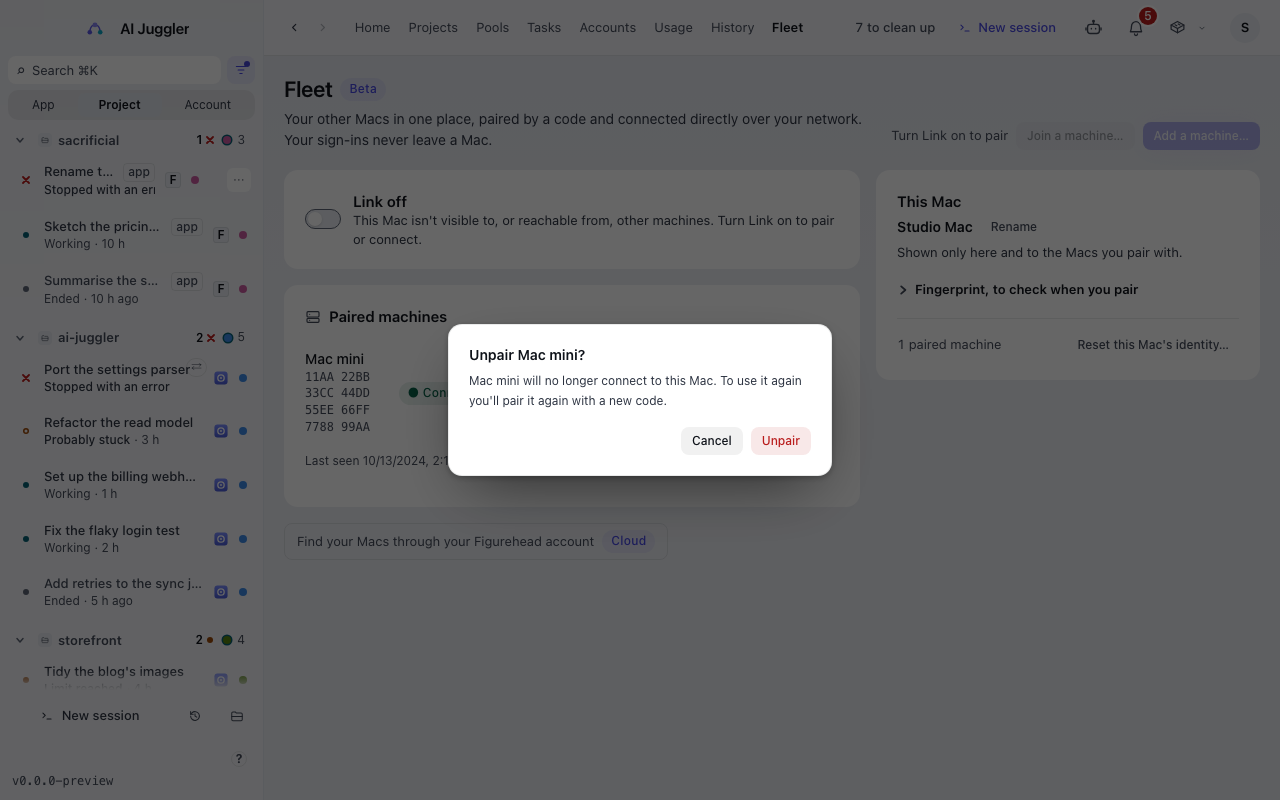 AI Juggler
Search ⌘K
App Project Account
sacrificial 1 3
Rename t... app F
Stopped with an err
Sketch the pricin... app F
Working · 10 h
Summarise the s... app F
Ended · 10 h ago
ai-juggler 2 5
Port the settings parser
Stopped with an error
Refactor the read model
Probably stuck · 3 h
Set up the billing webh...
Working · 1 h
Fix the flaky login test
Working · 2 h
Add retries to the sync j...
Ended · 5 h ago
storefront 2 4
Tidy the blog's images
New session
?
v0.0.0-preview
Home Projects Pools Tasks Accounts Usage History Fleet 7 to clean up New session 5 S
Fleet Beta
Your other Macs in one place, paired by a code and connected directly over your network.
Your sign-ins never leave a Mac.
Turn Link on to pair Join a machine... Add a machine...
Link off
This Mac isn't visible to, or reachable from, other machines. Turn Link on to pair
or connect.
Paired machines
Mac mini
11AA 22BB
33CC 44DD
55EE 66FF
7788 99AA
Last seen 10/13/2024,
Find your Macs through your Figurehead account Cloud
This Mac
Studio Mac Rename
Shown only here and to the Macs you pair with.
Fingerprint, to check when you pair
1 paired machine Reset this Mac's identity...
Unpair Mac mini?
Mac mini will no longer connect to this Mac. To use it again
you'll pair it again with a new code.
Cancel Unpair